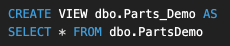 CREATE VIEW dbo.Parts_Demo AS
SELECT * FROM dbo.PartsDemo